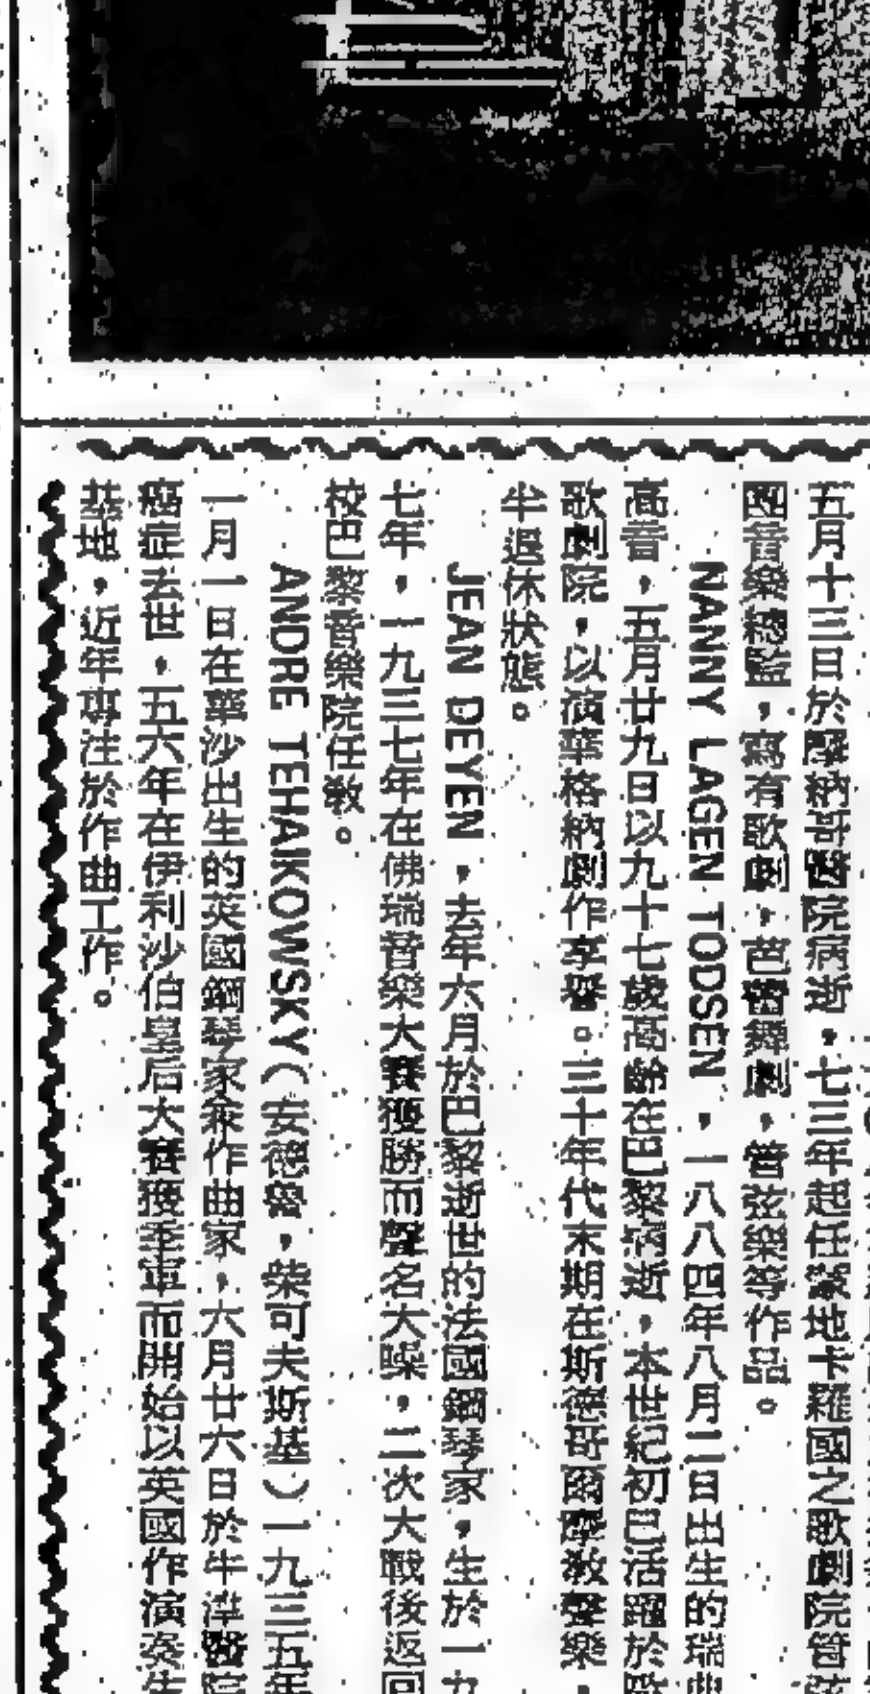 五月十三日於摩納哥醫院病逝，七三年起任蒙地卡羅國之歌劇院管弦
國音樂總監，寫有歌劇，芭蕾舞劇，管弦樂等作品。
NANNY LAGEN TODSEN，一八八四年八月二日出生的瑞典
高音，五月廿九日以九十七歲高齡在巴黎病逝，本世紀初已活躍於歐
歌劇院，以演華格納劇作享譽。三十年代末期在斯德哥爾摩教聲樂，
半退休狀態。
JEAN DEYEN，去年六月於巴黎逝世的法國鋼琴家，生於一九
七年，一九三七年在佛瑞音樂大賽獲勝而聲名大噪，二次大戰後返回
校巴黎音樂院任教。
ANDRE TEHAIKOWSKY（安德魯，柴可夫斯基）一九三五年
一月一日在華沙出生的英國鋼琴家兼作曲家，六月廿六日於牛津醫院
癌症去世，五六年在伊利沙伯皇后大賽獲季軍而開始以英國作演奏生
基地，近年專注於作曲工作。